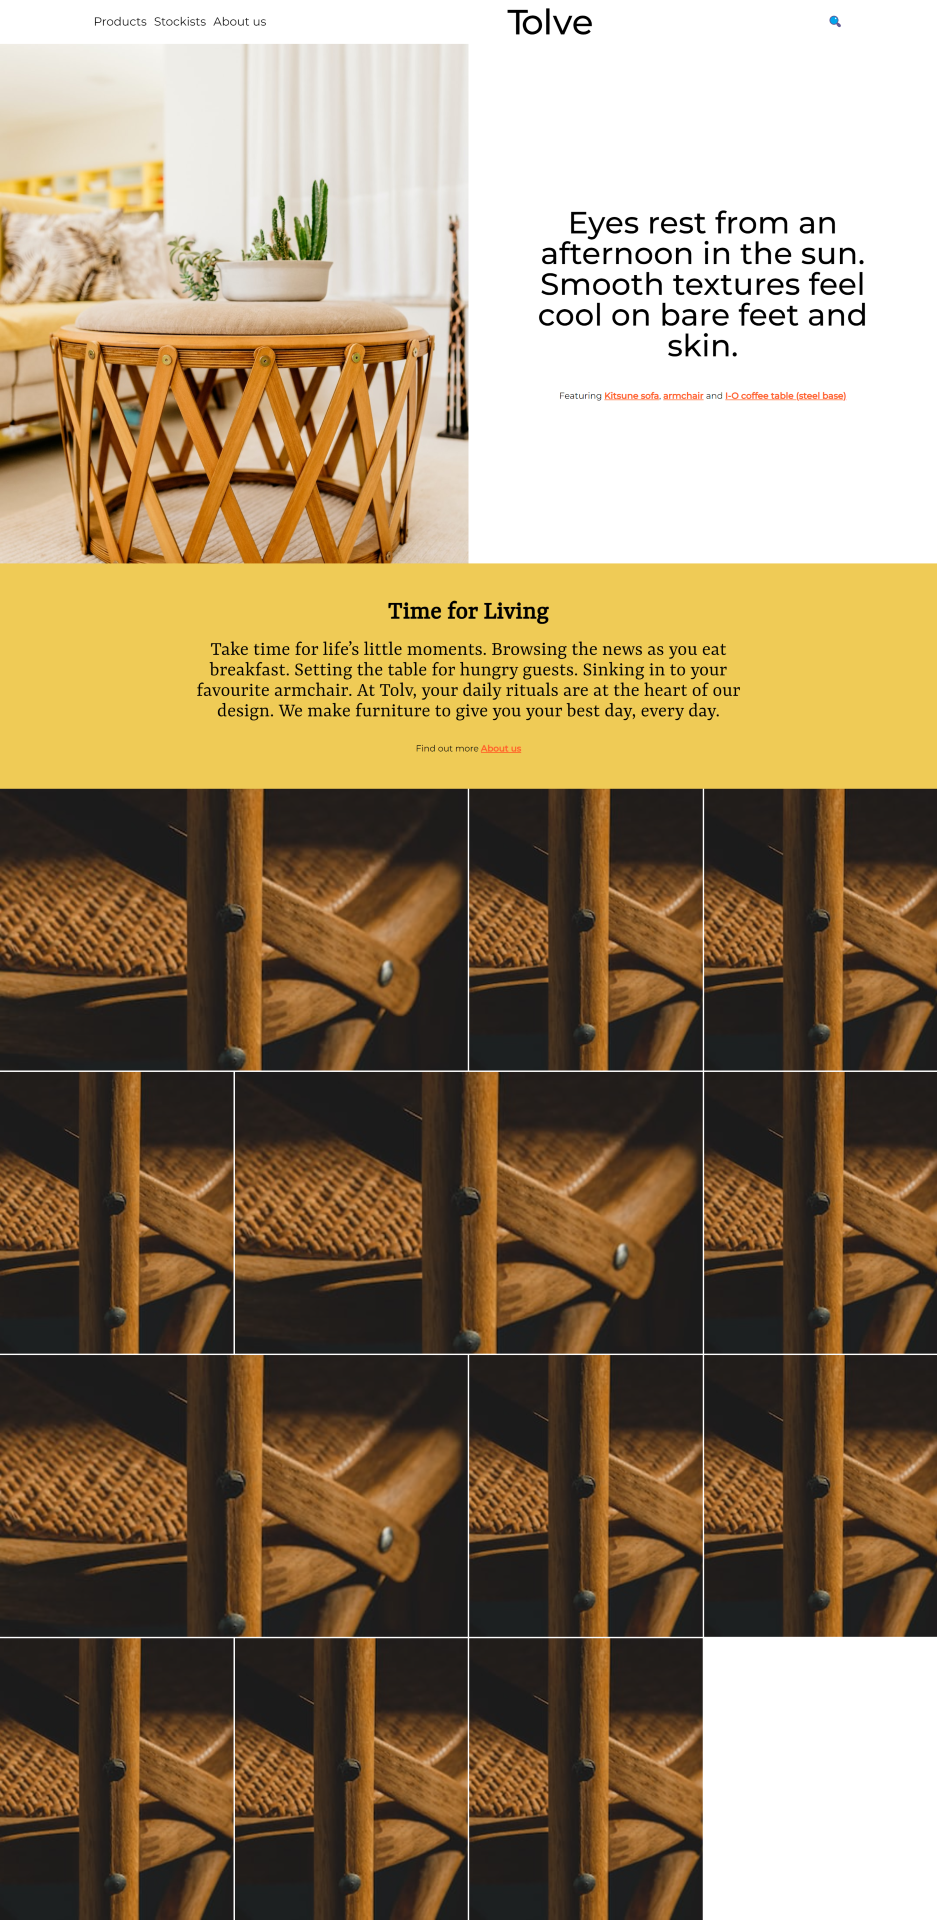 Products Stockists About us
Tolve
Eyes rest from an
afternoon in the sun.
Smooth textures feel
cool on bare feet and
skin.
Featuring Kitsune sofa, armchair and I-O coffee table (steel base)
Time for Living
Take time for life’s little moments. Browsing the news as you eat
breakfast. Setting the table for hungry guests. Sinking in to your
favourite armchair. At Tolv, your daily rituals are at the heart of our
design. We make furniture to give you your best day, every day.
Find out more About us